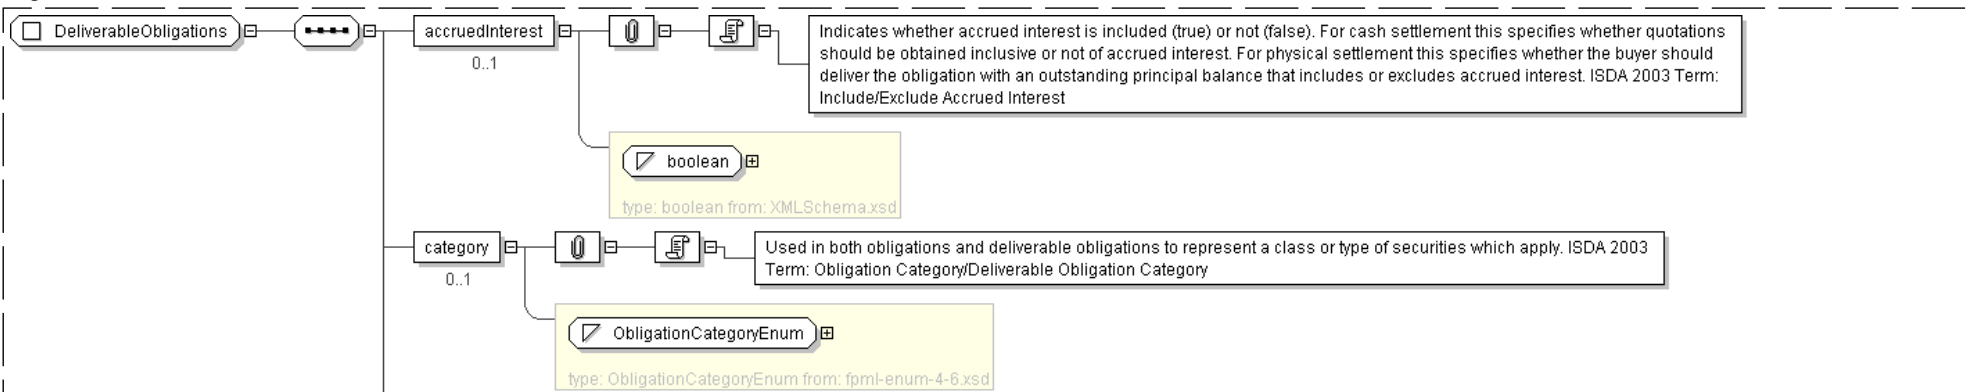 DeliverableObligations
accruedInterest
0..1
Indicates whether accrued interest is included (true) or not (false). For cash settlement this specifies whether quotations
should be obtained inclusive or not of accrued interest. For physical settlement this specifies whether the buyer should
deliver the obligation with an outstanding principal balance that includes or excludes accrued interest. ISDA 2003 Term:
Include/Exclude Accrued Interest
boolean
type: boolean from: XMLSchema.xsd
category
0..1
Used in both obligations and deliverable obligations to represent a class or type of securities which apply. ISDA 2003
Term: Obligation Category/Deliverable Obligation Category
ObligationCategoryEnum
type: ObligationCategoryEnum from: fpml-enum-4-6.xsd